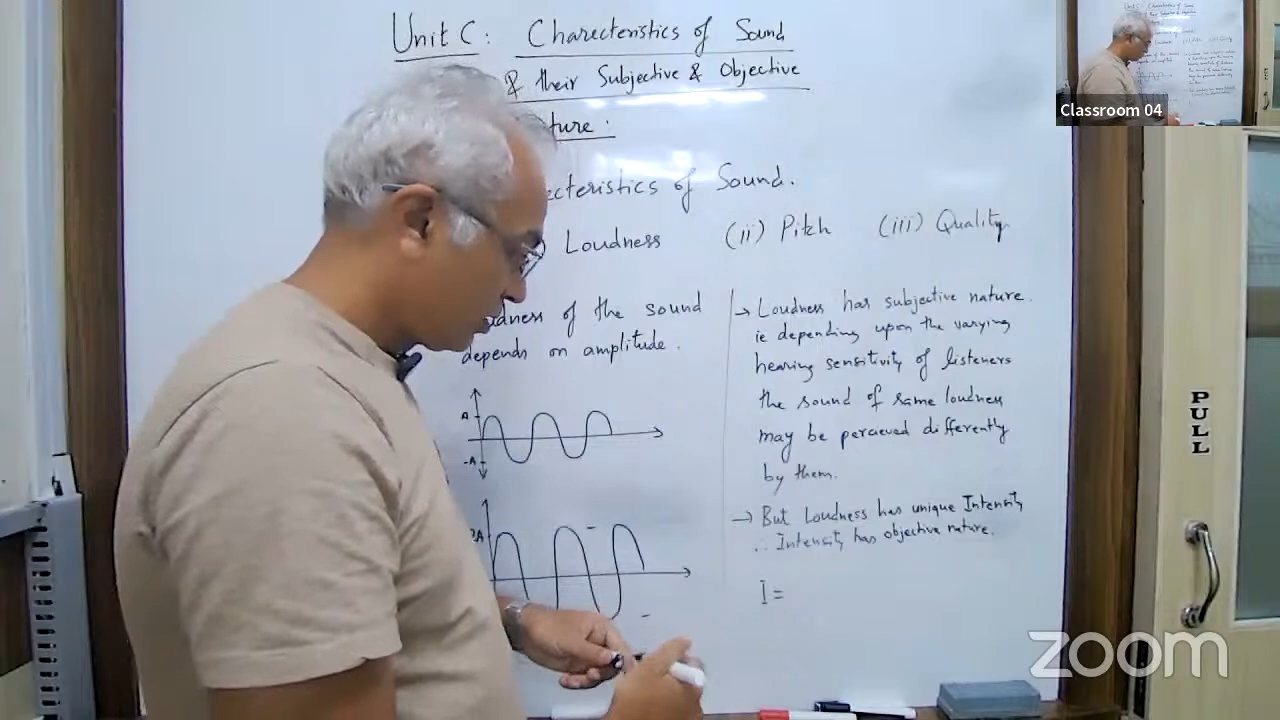 Unit C: Charecteristics of Sound
& their Subjective & Objective
ture:
cteristics of Sound.
Loudness (ii) Pitch (iii) Quality
dness of the sound
depends on amplitude.
A
-A
2A
→ Loudness has subjective nature.
ie depending upon the varying
hearing sensitivity of listeners
the sound of same loudness
may be percieved differently
by them.
→ But Loudness has unique Intensity
∴ Intensity has objective nature.
I =
Classroom 04
PULL
zoom